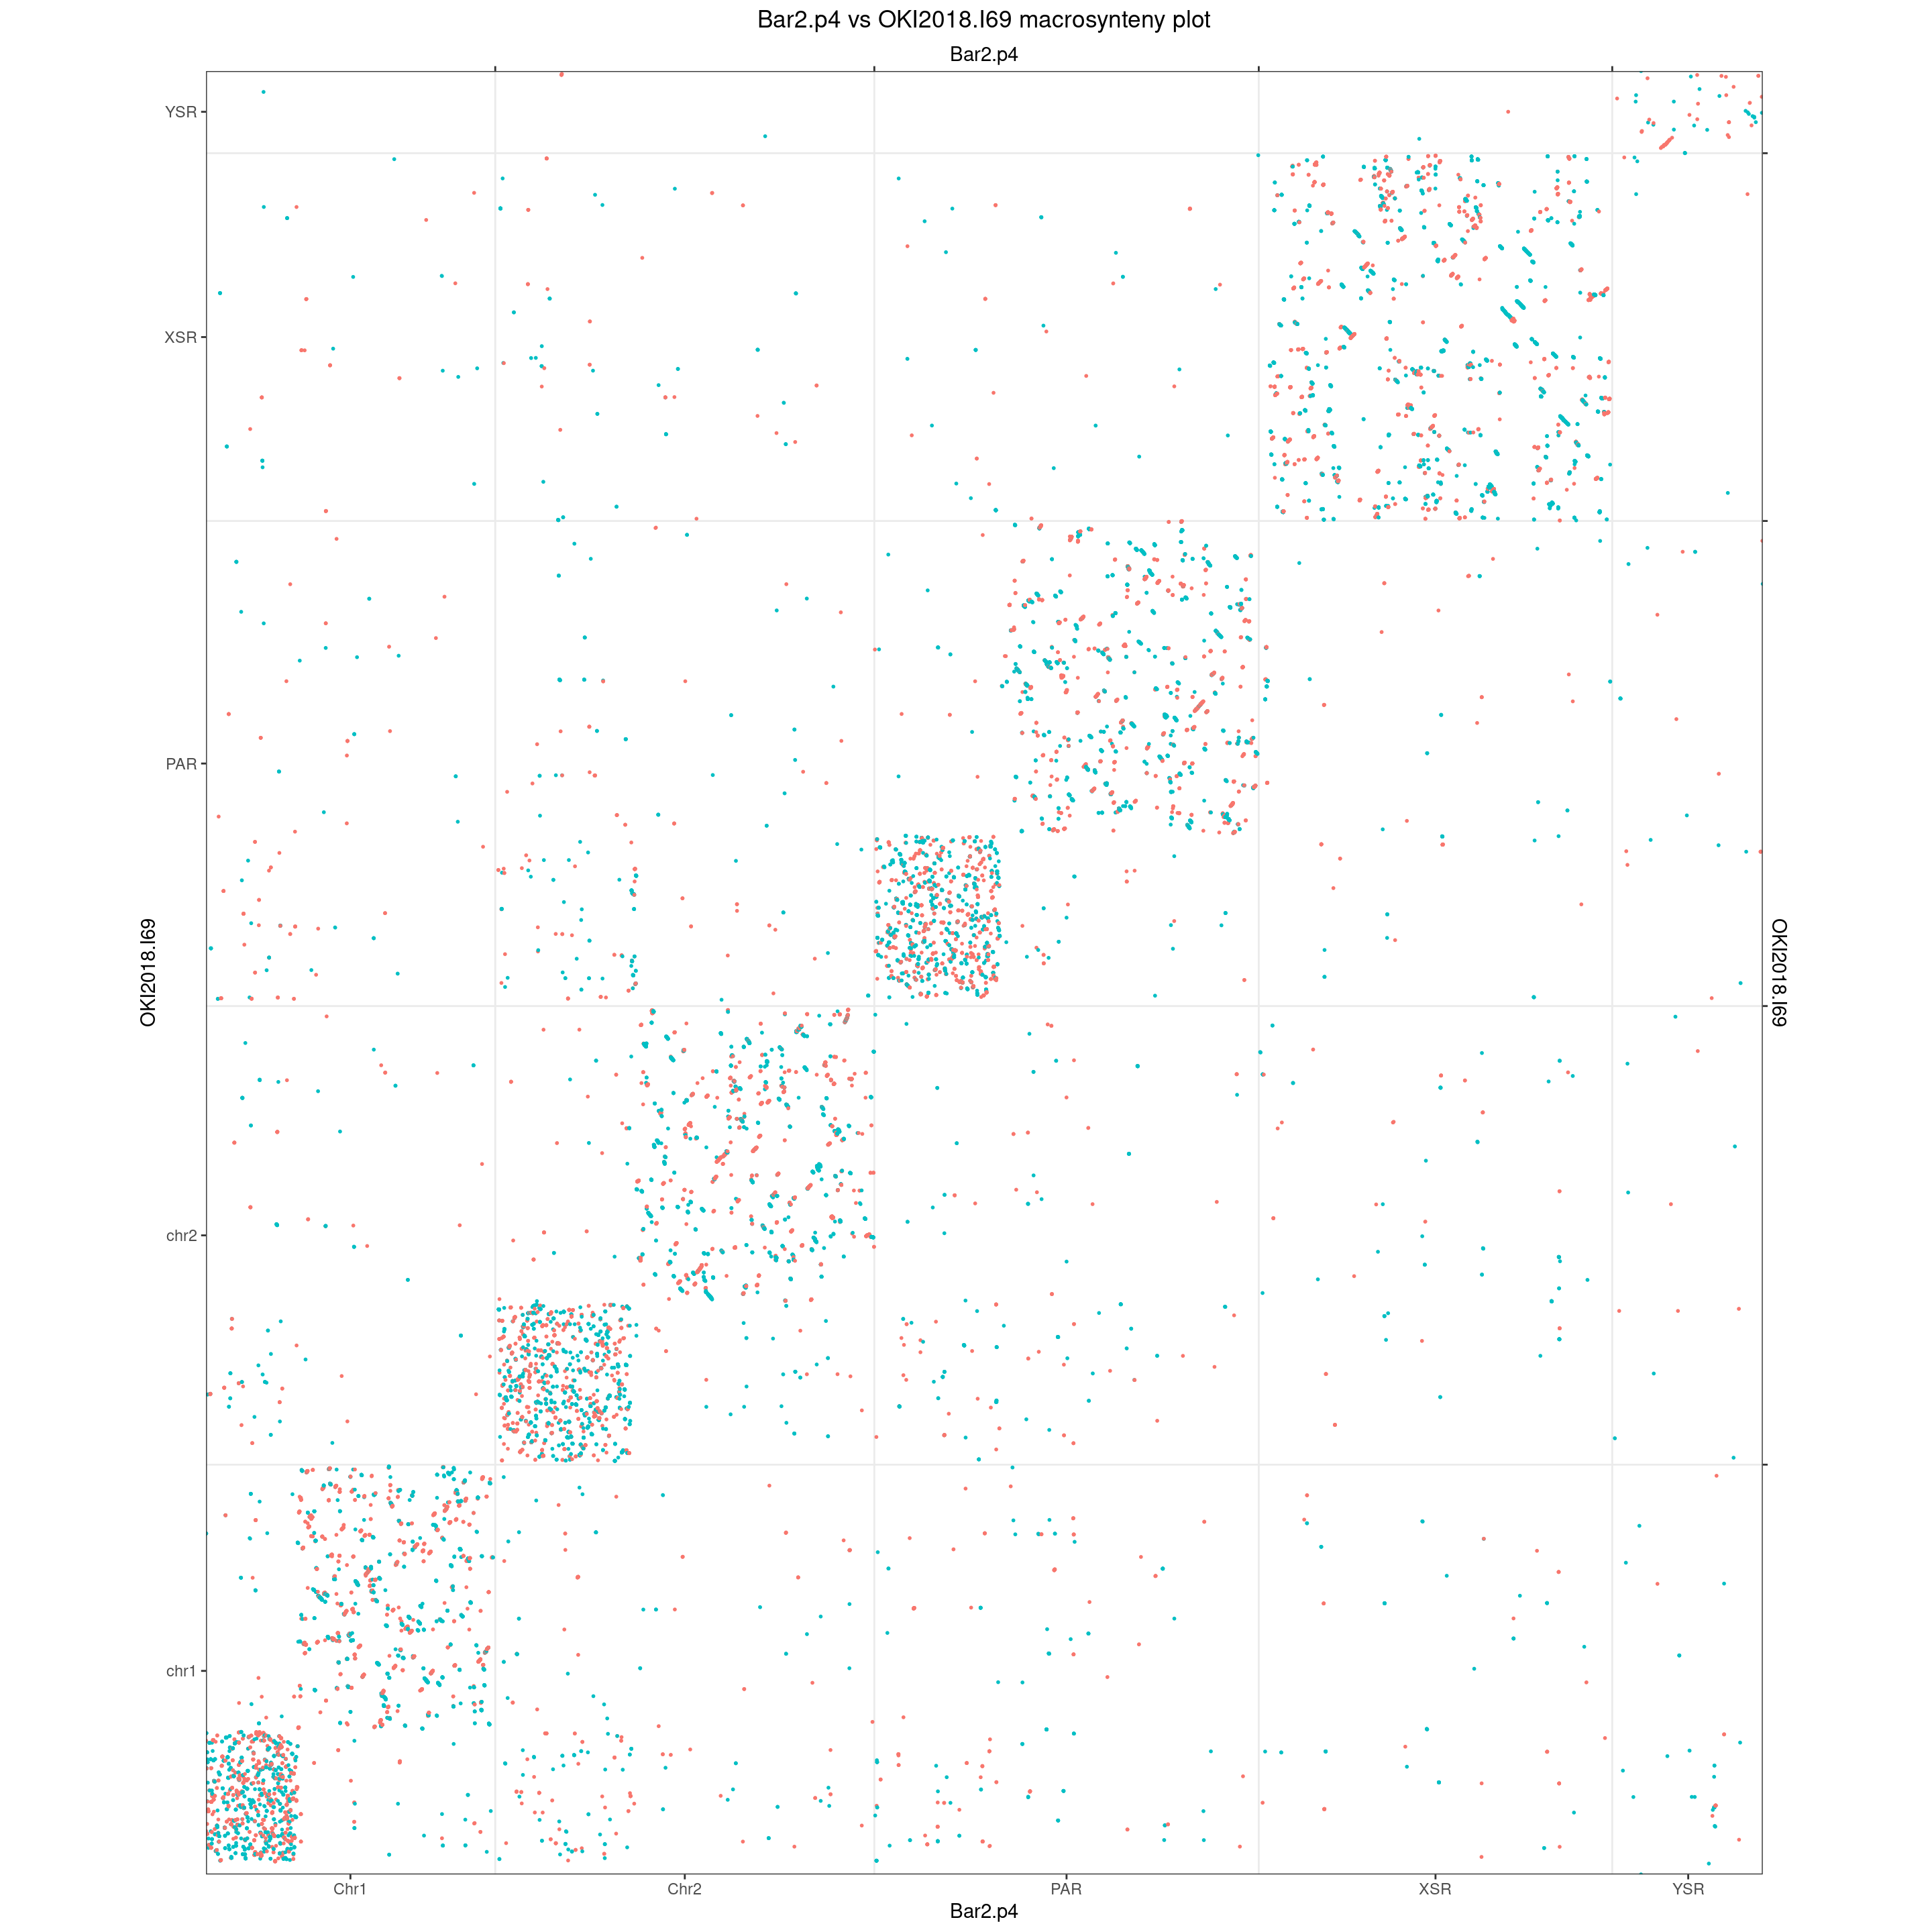 Bar2.p4 vs OKI2018.I69 macrosynteny plot
Bar2.p4
YSR
XSR
PAR
chr2
chr1
OKI2018.I69
OKI2018.I69
Chr1
Chr2
PAR
XSR
YSR
Bar2.p4